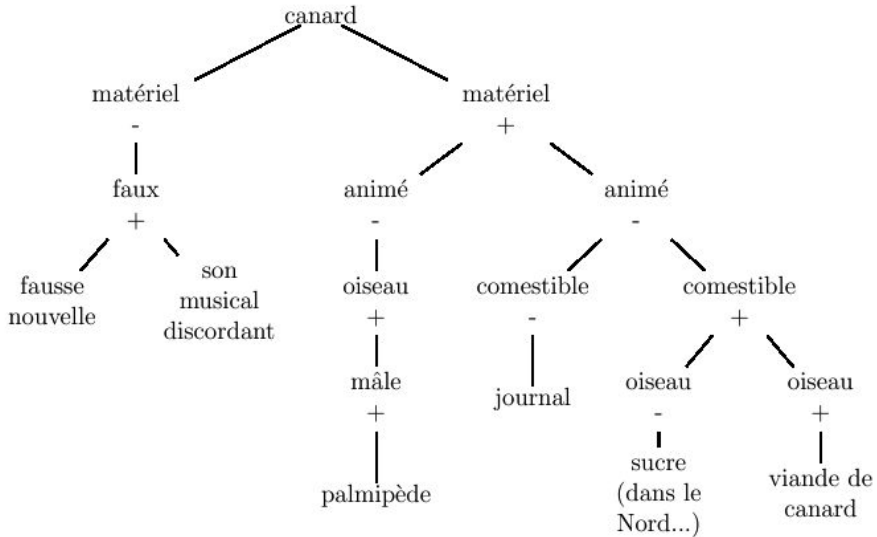 canard
matériel
matériel
-
+
faux
animé
animé
+
-
-
fausse
nouvelle
son
musical
discordant
oiseau
comestible
comestible
+
-
+
mâle
journal
oiseau
oiseau
+
-
+
palmipède
sucre
(dans le
Nord...)
viande de
canard